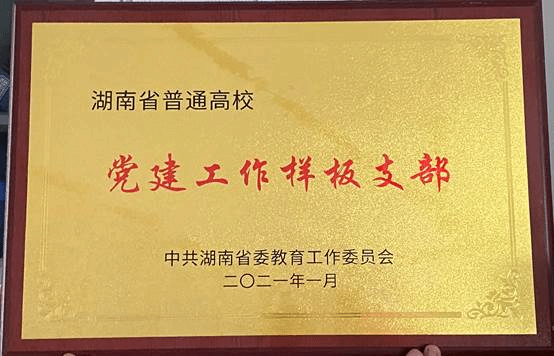 湖南省普通高校
党建工作样板支部
中共湖南省委教育工作委员会
二〇二一年一月